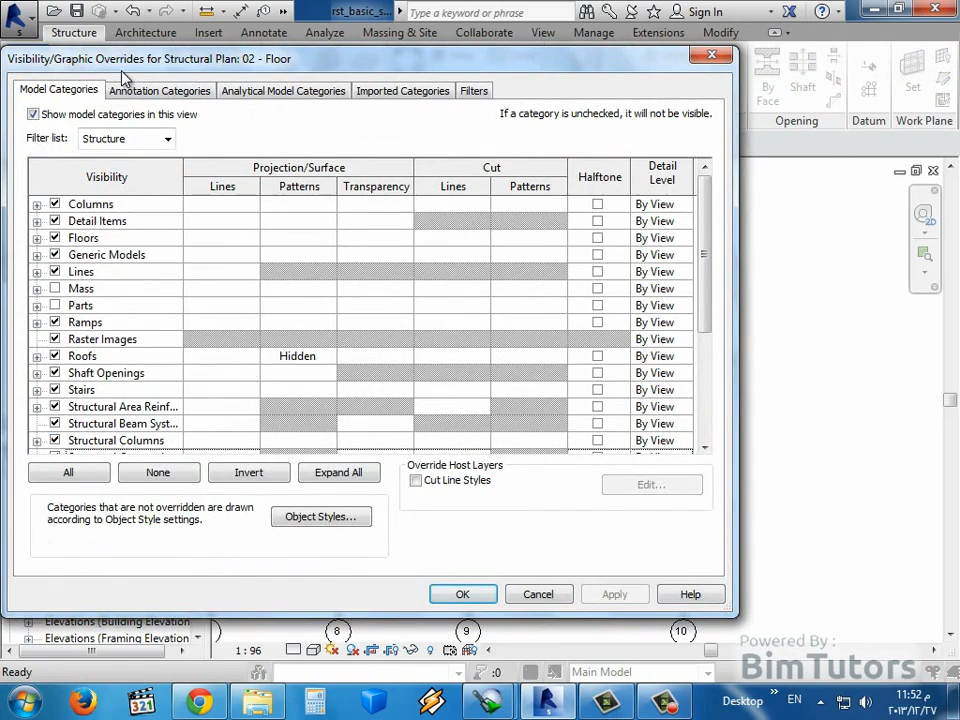 rst_basic_s...
Type a keyword or phrase
Sign In
Structure Architecture Insert Annotate Analyze Massing & Site Collaborate View Manage Modify
Visibility/Graphic Overrides for Structural Plan: 02 - Floor
Model Categories Annotation Categories Analytical Model Categories Imported Categories Filters
Show model categories in this view
If a category is unchecked, it will not be visible.
Filter list: Structure
Visibility Projection/Surface Cut Halftone Detail Level
Lines Patterns Transparency Lines Patterns
Columns By View
Detail Items By View
Floors By View
Generic Models By View
Lines By View
Mass By View
Parts By View
Ramps By View
Raster Images By View
Roofs Hidden By View
Shaft Openings By View
Stairs By View
Structural Area Reinf... By View
Structural Beam Syst... By View
Structural Columns By View
All None Invert Expand All
Override Host Layers
Cut Line Styles Edit...
Categories that are not overridden are drawn
according to Object Style settings.
Object Styles...
OK Cancel Apply Help
By
Face
Shaft
Set
Opening Datum Work Plane
2D
Elevations (Building Elevation
Elevations (Framing Elevation
8 9 10
1 : 96
Ready
:0
Main Model
Powered By :
BimTutors
321
Desktop
EN
11:52 م
٢٠١٣/١٢/٢٧